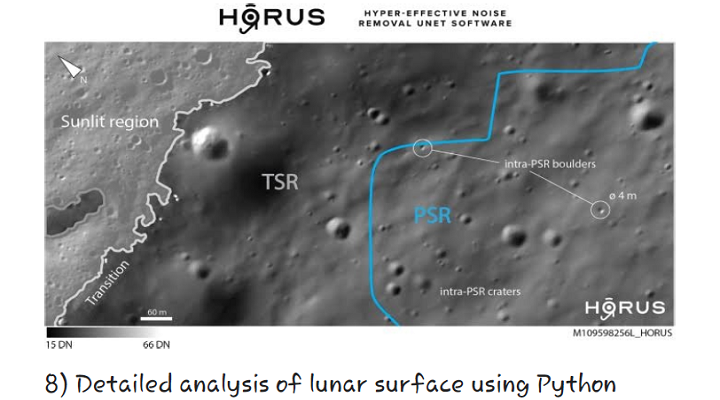 HORUS
HYPER-EFFECTIVE NOISE
REMOVAL UNET SOFTWARE
N
Sunlit region
TSR
intra-PSR boulders
ø 4 m
PSR
Transition
intra-PSR craters
60 m
HORUS
15 DN
66 DN
M109598256L_HORUS
8) Detailed analysis of lunar surface using Python